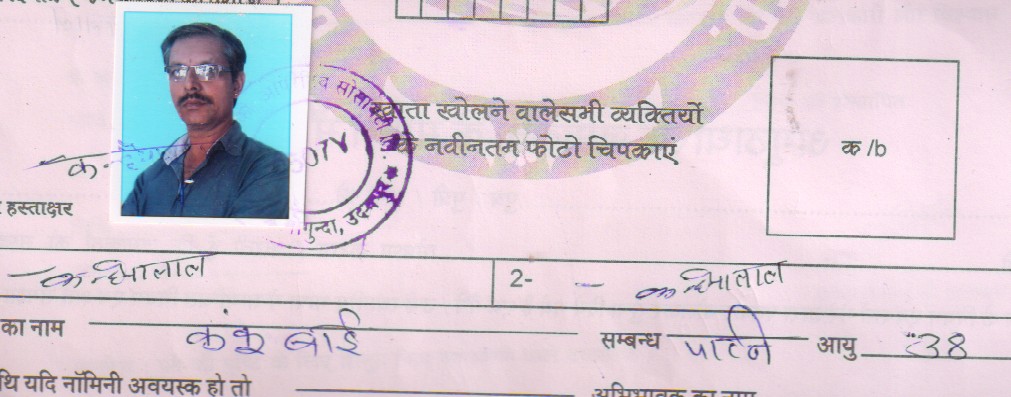 खाता खोलने वालेसभी व्यक्तियों
के नवीनतम फोटो चिपकाएं
क /b
हस्ताक्षर
गुन्दा, उदयपुर
कन्हैयालाल 2- कन्हैयालाल
का नाम कंकू बाई सम्बन्ध पत्नि आयु 38
थि यदि नॉमिनी अवयस्क हो तो अभिभावक का नाम